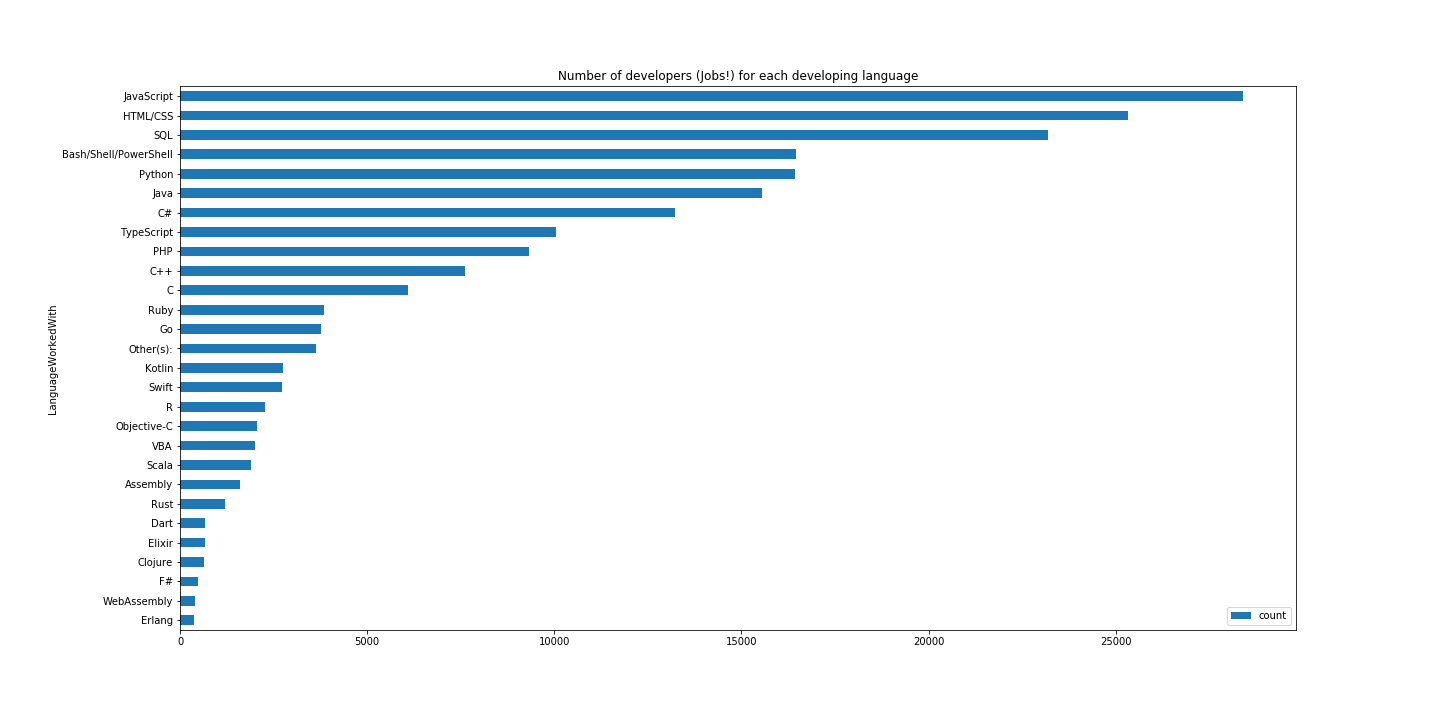 Number of developers (Jobs!) for each developing language
LanguageWorkedWith
JavaScript
HTML/CSS
SQL
Bash/Shell/PowerShell
Python
Java
C#
TypeScript
PHP
C++
C
Ruby
Go
Other(s):
Kotlin
Swift
R
Objective-C
VBA
Scala
Assembly
Rust
Dart
Elixir
Clojure
F#
WebAssembly
Erlang
count
0 5000 10000 15000 20000 25000